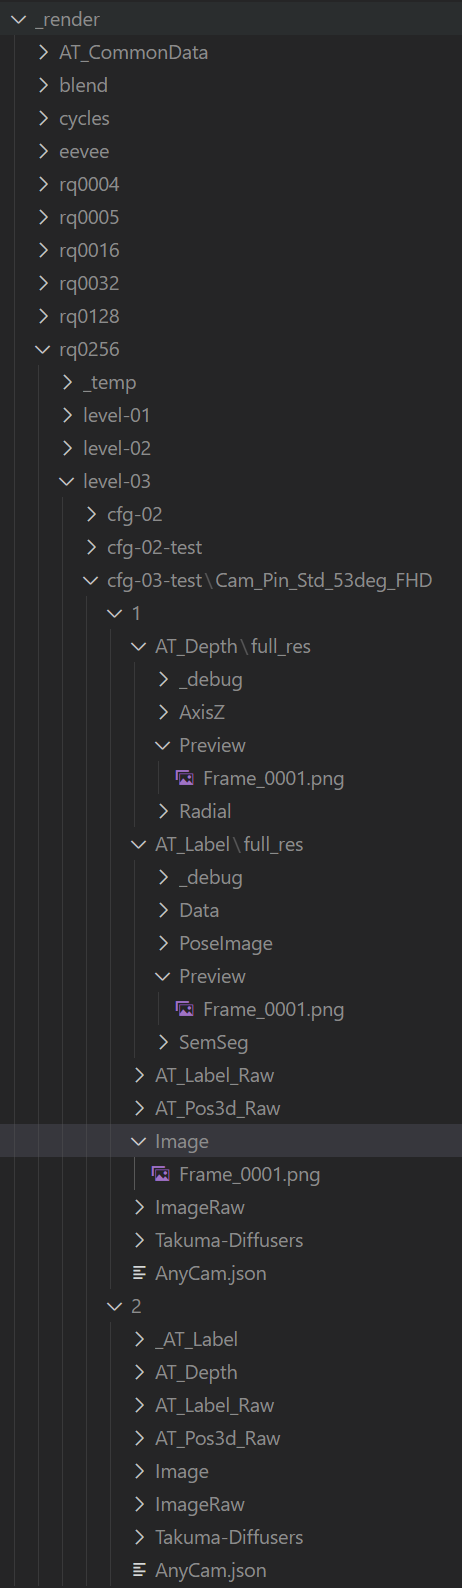 _render
AT_CommonData
blend
cycles
eevee
rq0004
rq0005
rq0016
rq0032
rq0128
rq0256
_temp
level-01
level-02
level-03
cfg-02
cfg-02-test
cfg-03-test\Cam_Pin_Std_53deg_FHD
1
AT_Depth\full_res
_debug
AxisZ
Preview
Frame_0001.png
Radial
AT_Label\full_res
_debug
Data
PoseImage
Preview
Frame_0001.png
SemSeg
AT_Label_Raw
AT_Pos3d_Raw
Image
Frame_0001.png
ImageRaw
Takuma-Diffusers
AnyCam.json
2
_AT_Label
AT_Depth
AT_Label_Raw
AT_Pos3d_Raw
Image
ImageRaw
Takuma-Diffusers
AnyCam.json